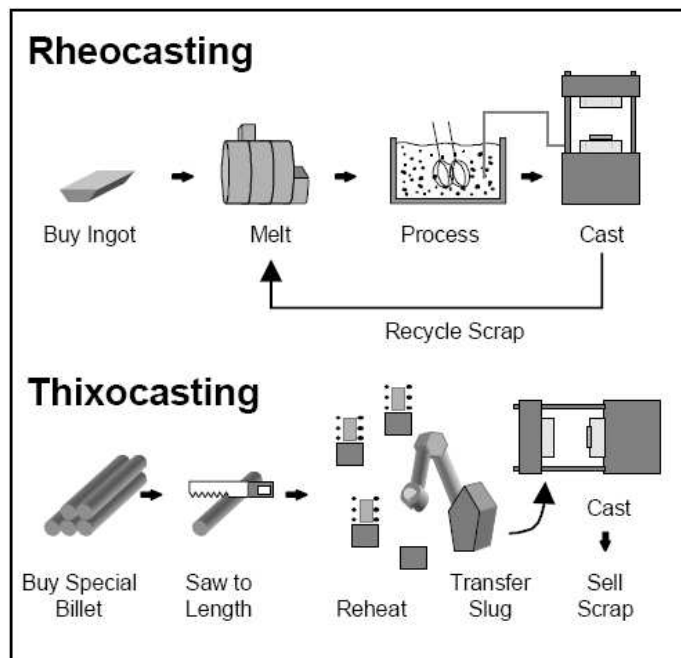 Rheocasting
Buy Ingot
Melt
Process
Cast
Recycle Scrap
Thixocasting
Cast
Buy Special
Billet
Saw to
Length
Reheat
Transfer
Slug
Sell
Scrap